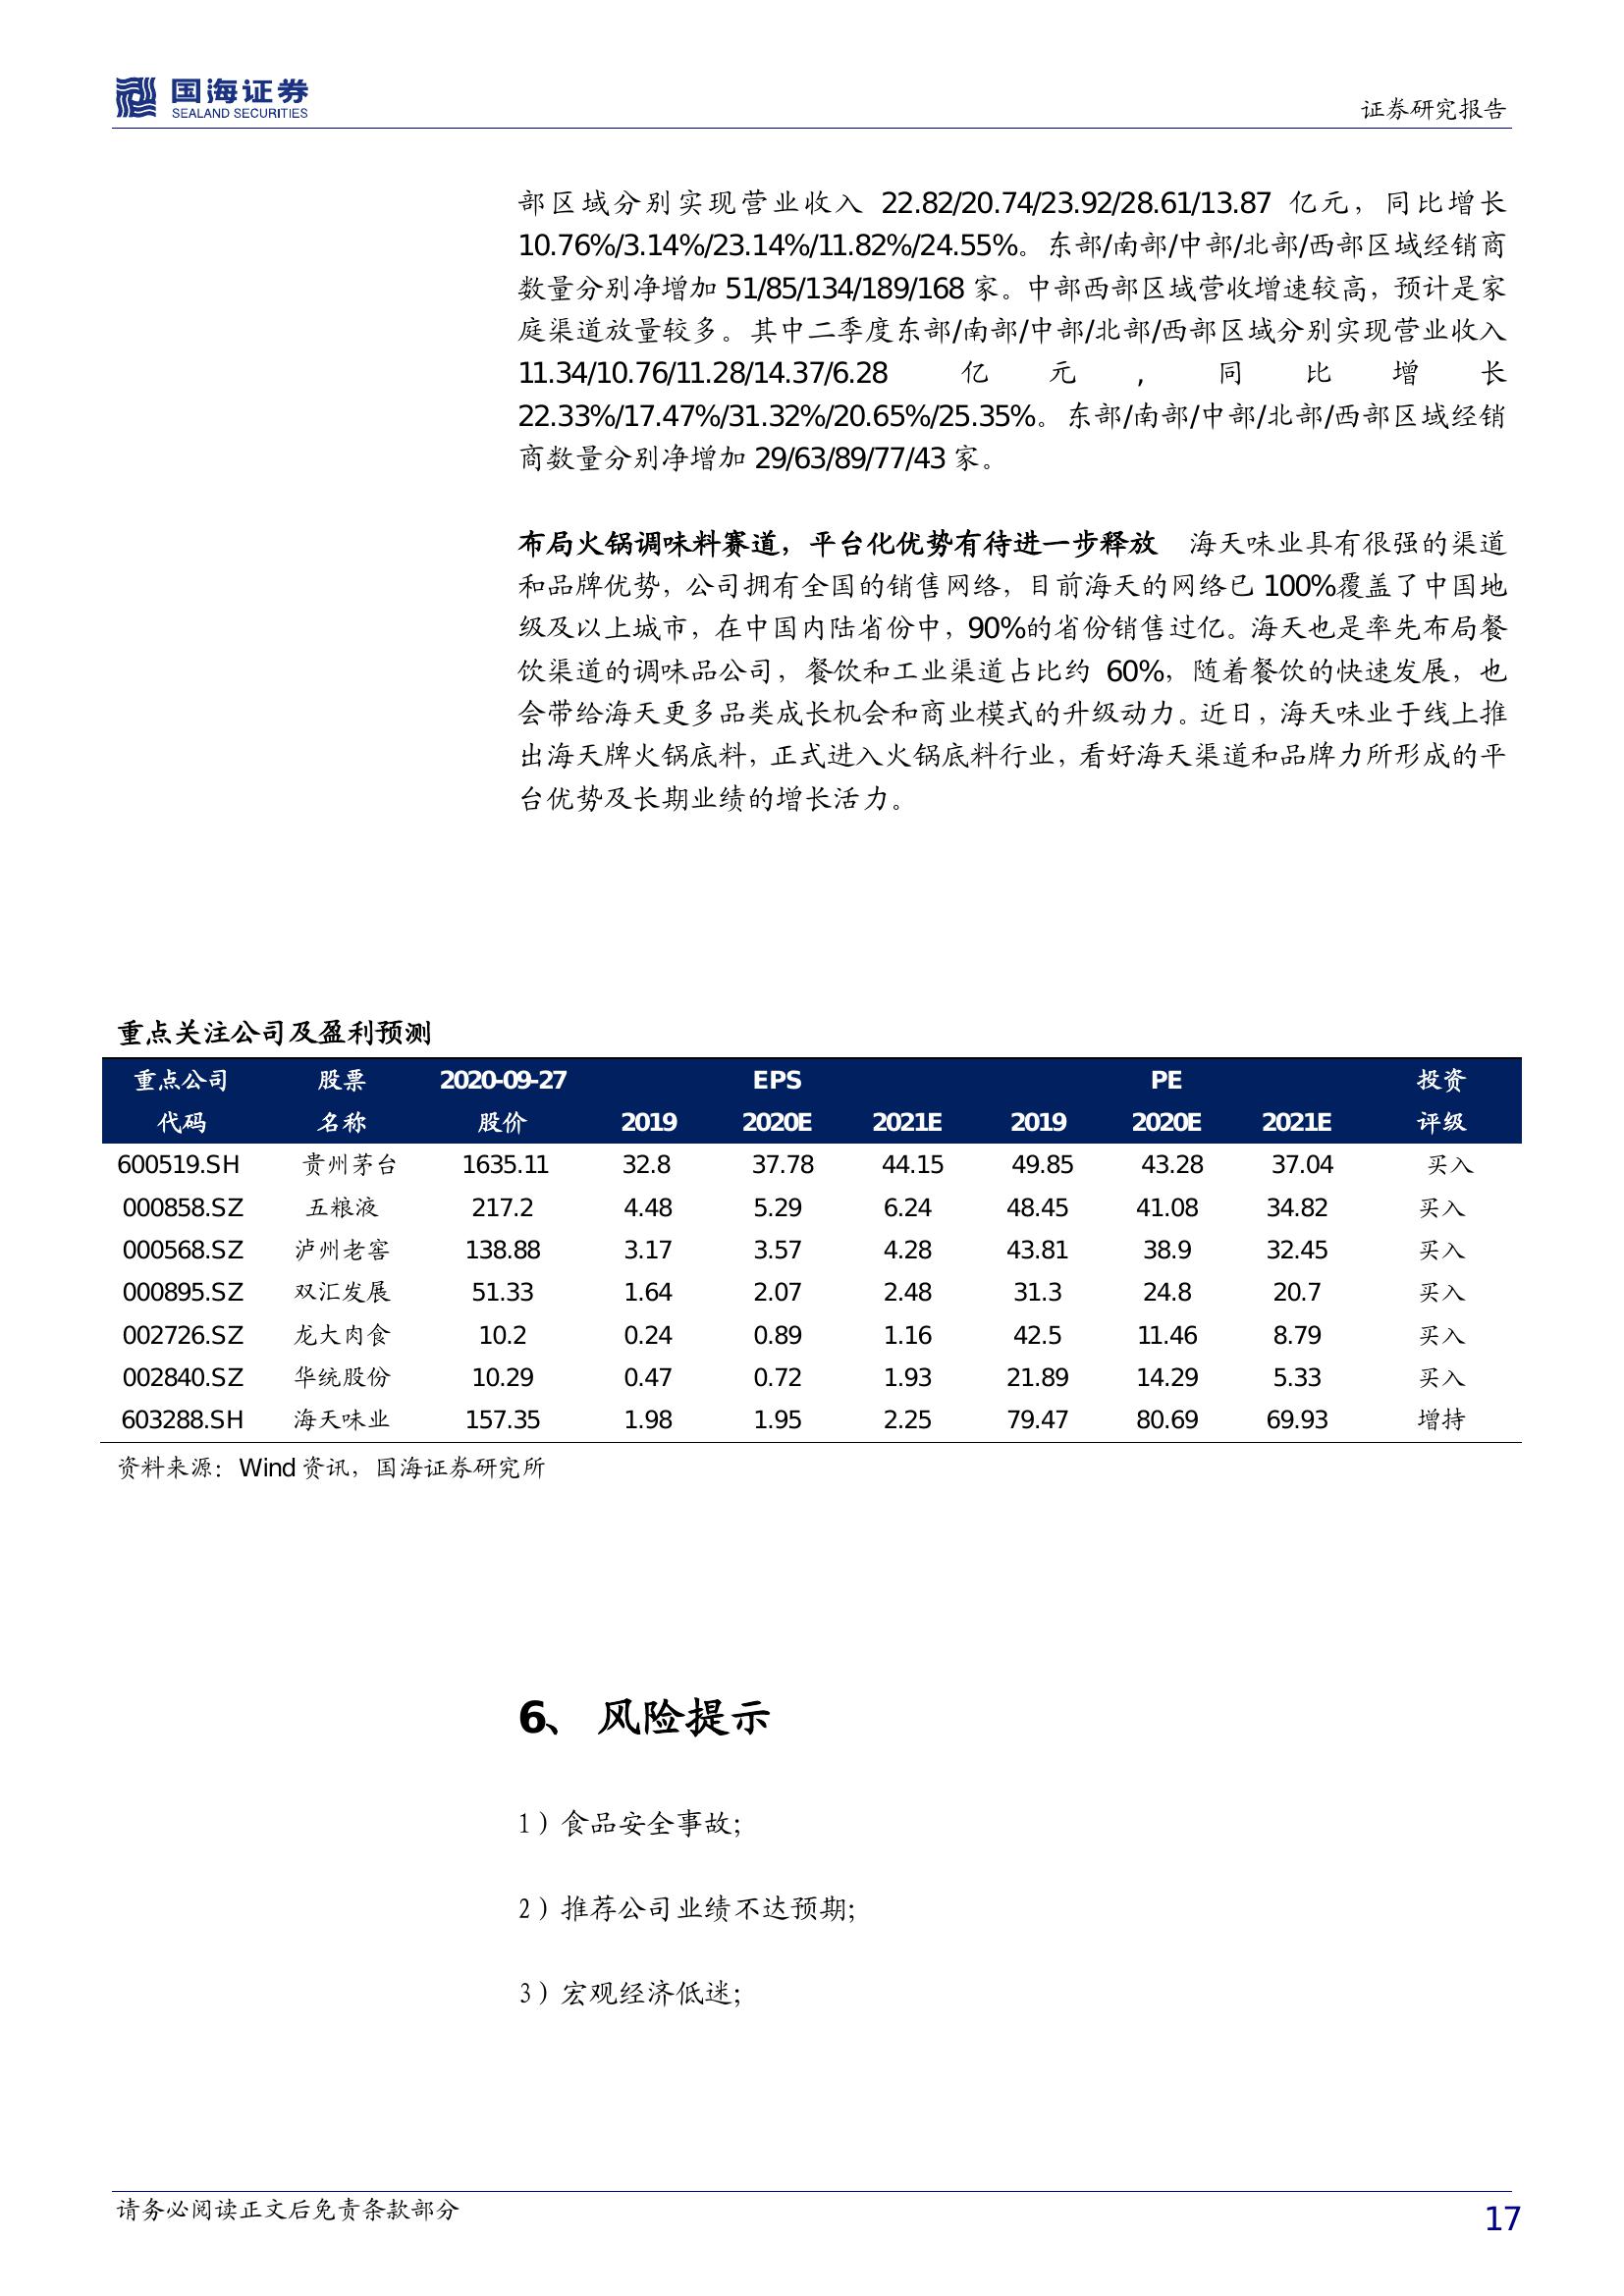 国海证券
SEALAND SECURITIES
证券研究报告
部区域分别实现营业收入 22.82/20.74/23.92/28.61/13.87 亿元，同比增长
10.76%/3.14%/23.14%/11.82%/24.55%。东部/南部/中部/北部/西部区域经销商
数量分别净增加 51/85/134/189/168 家。中部西部区域营收增速较高，预计是家
庭渠道放量较多。其中二季度东部/南部/中部/北部/西部区域分别实现营业收入
11.34/10.76/11.28/14.37/6.28 亿元，同比增长
22.33%/17.47%/31.32%/20.65%/25.35%。东部/南部/中部/北部/西部区域经销
商数量分别净增加 29/63/89/77/43 家。
布局火锅调味料赛道，平台化优势有待进一步释放 海天味业具有很强的渠道
和品牌优势，公司拥有全国的销售网络，目前海天的网络已 100%覆盖了中国地
级及以上城市，在中国内陆省份中，90%的省份销售过亿。海天也是率先布局餐
饮渠道的调味品公司，餐饮和工业渠道占比约 60%，随着餐饮的快速发展，也
会带给海天更多品类成长机会和商业模式的升级动力。近日，海天味业于线上推
出海天牌火锅底料，正式进入火锅底料行业，看好海天渠道和品牌力所形成的平
台优势及长期业绩的增长活力。
重点关注公司及盈利预测
重点公司 股票 2020-09-27 EPS PE 投资
代码 名称 股价 2019 2020E 2021E 2019 2020E 2021E 评级
600519.SH 贵州茅台 1635.11 32.8 37.78 44.15 49.85 43.28 37.04 买入
000858.SZ 五粮液 217.2 4.48 5.29 6.24 48.45 41.08 34.82 买入
000568.SZ 泸州老窖 138.88 3.17 3.57 4.28 43.81 38.9 32.45 买入
000895.SZ 双汇发展 51.33 1.64 2.07 2.48 31.3 24.8 20.7 买入
002726.SZ 龙大肉食 10.2 0.24 0.89 1.16 42.5 11.46 8.79 买入
002840.SZ 华统股份 10.29 0.47 0.72 1.93 21.89 14.29 5.33 买入
603288.SH 海天味业 157.35 1.98 1.95 2.25 79.47 80.69 69.93 增持
资料来源：Wind 资讯，国海证券研究所
6、 风险提示
1）食品安全事故；
2）推荐公司业绩不达预期；
3）宏观经济低迷；
请务必阅读正文后免责条款部分
17